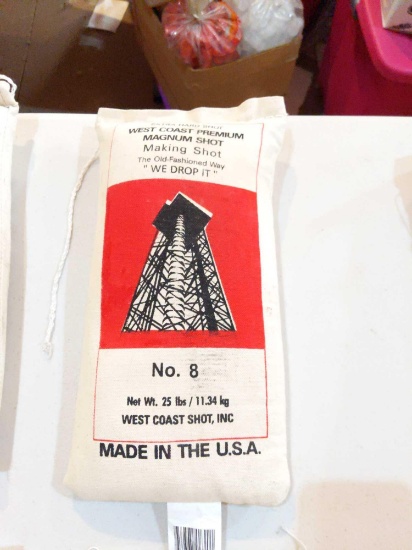 WEST COAST PREMIUM
MAGNUM SHOT
Making Shot
The Old-Fashioned Way
"WE DROP IT"
No. 8
Net Wt. 25 lbs / 11.34 kg
WEST COAST SHOT, INC
MADE IN THE U.S.A.